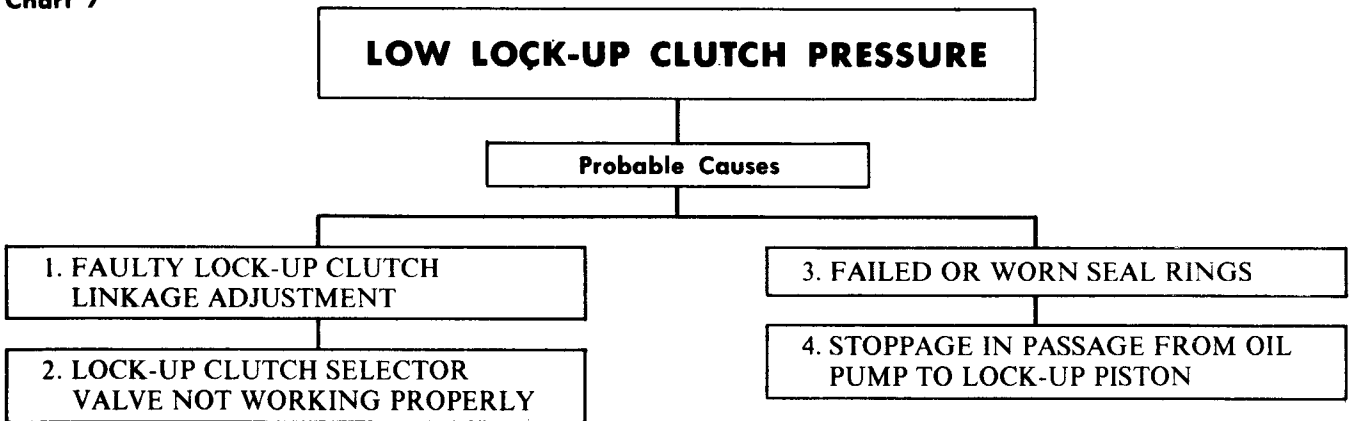 Chart 7
LOW LOCK-UP CLUTCH PRESSURE
Probable Causes
1. FAULTY LOCK-UP CLUTCH
LINKAGE ADJUSTMENT
2. LOCK-UP CLUTCH SELECTOR
VALVE NOT WORKING PROPERLY
3. FAILED OR WORN SEAL RINGS
4. STOPPAGE IN PASSAGE FROM OIL
PUMP TO LOCK-UP PISTON